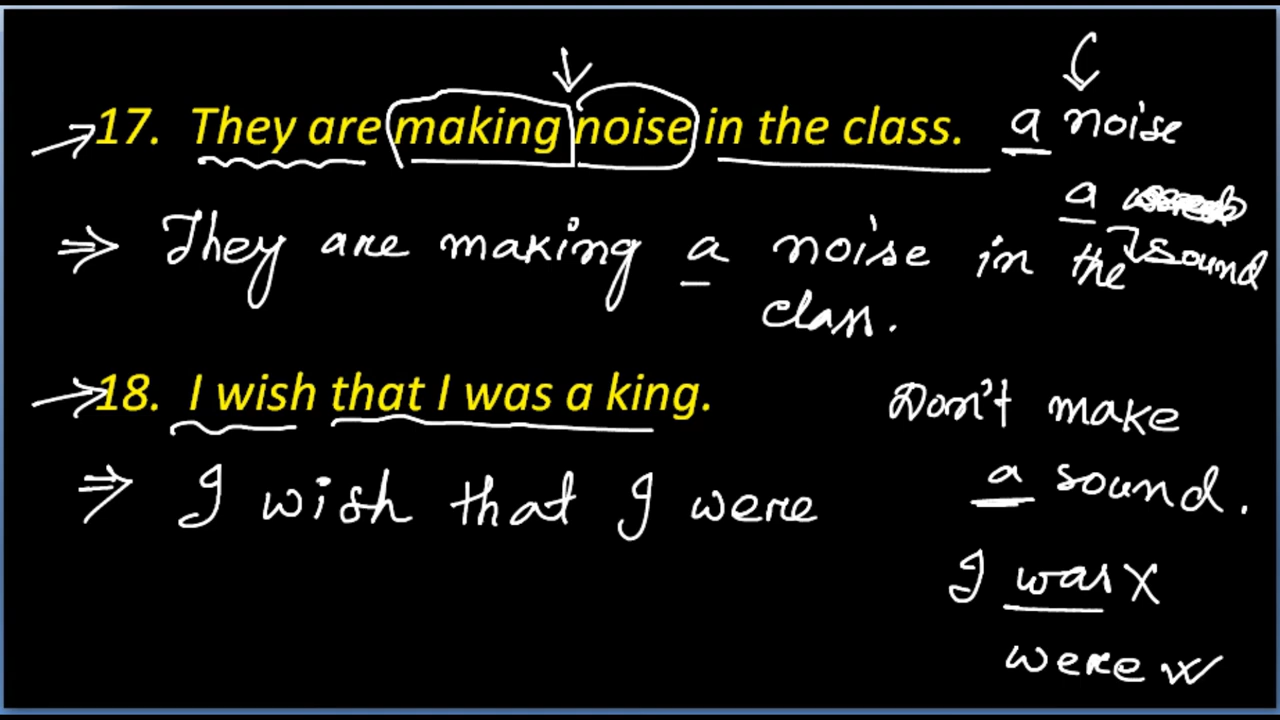 17. They are making noise in the class.
a noise
a
sound
They are making a noise in the
class.
18. I wish that I was a king.
Don't make
a sound.
I wish that I were
I was X
were